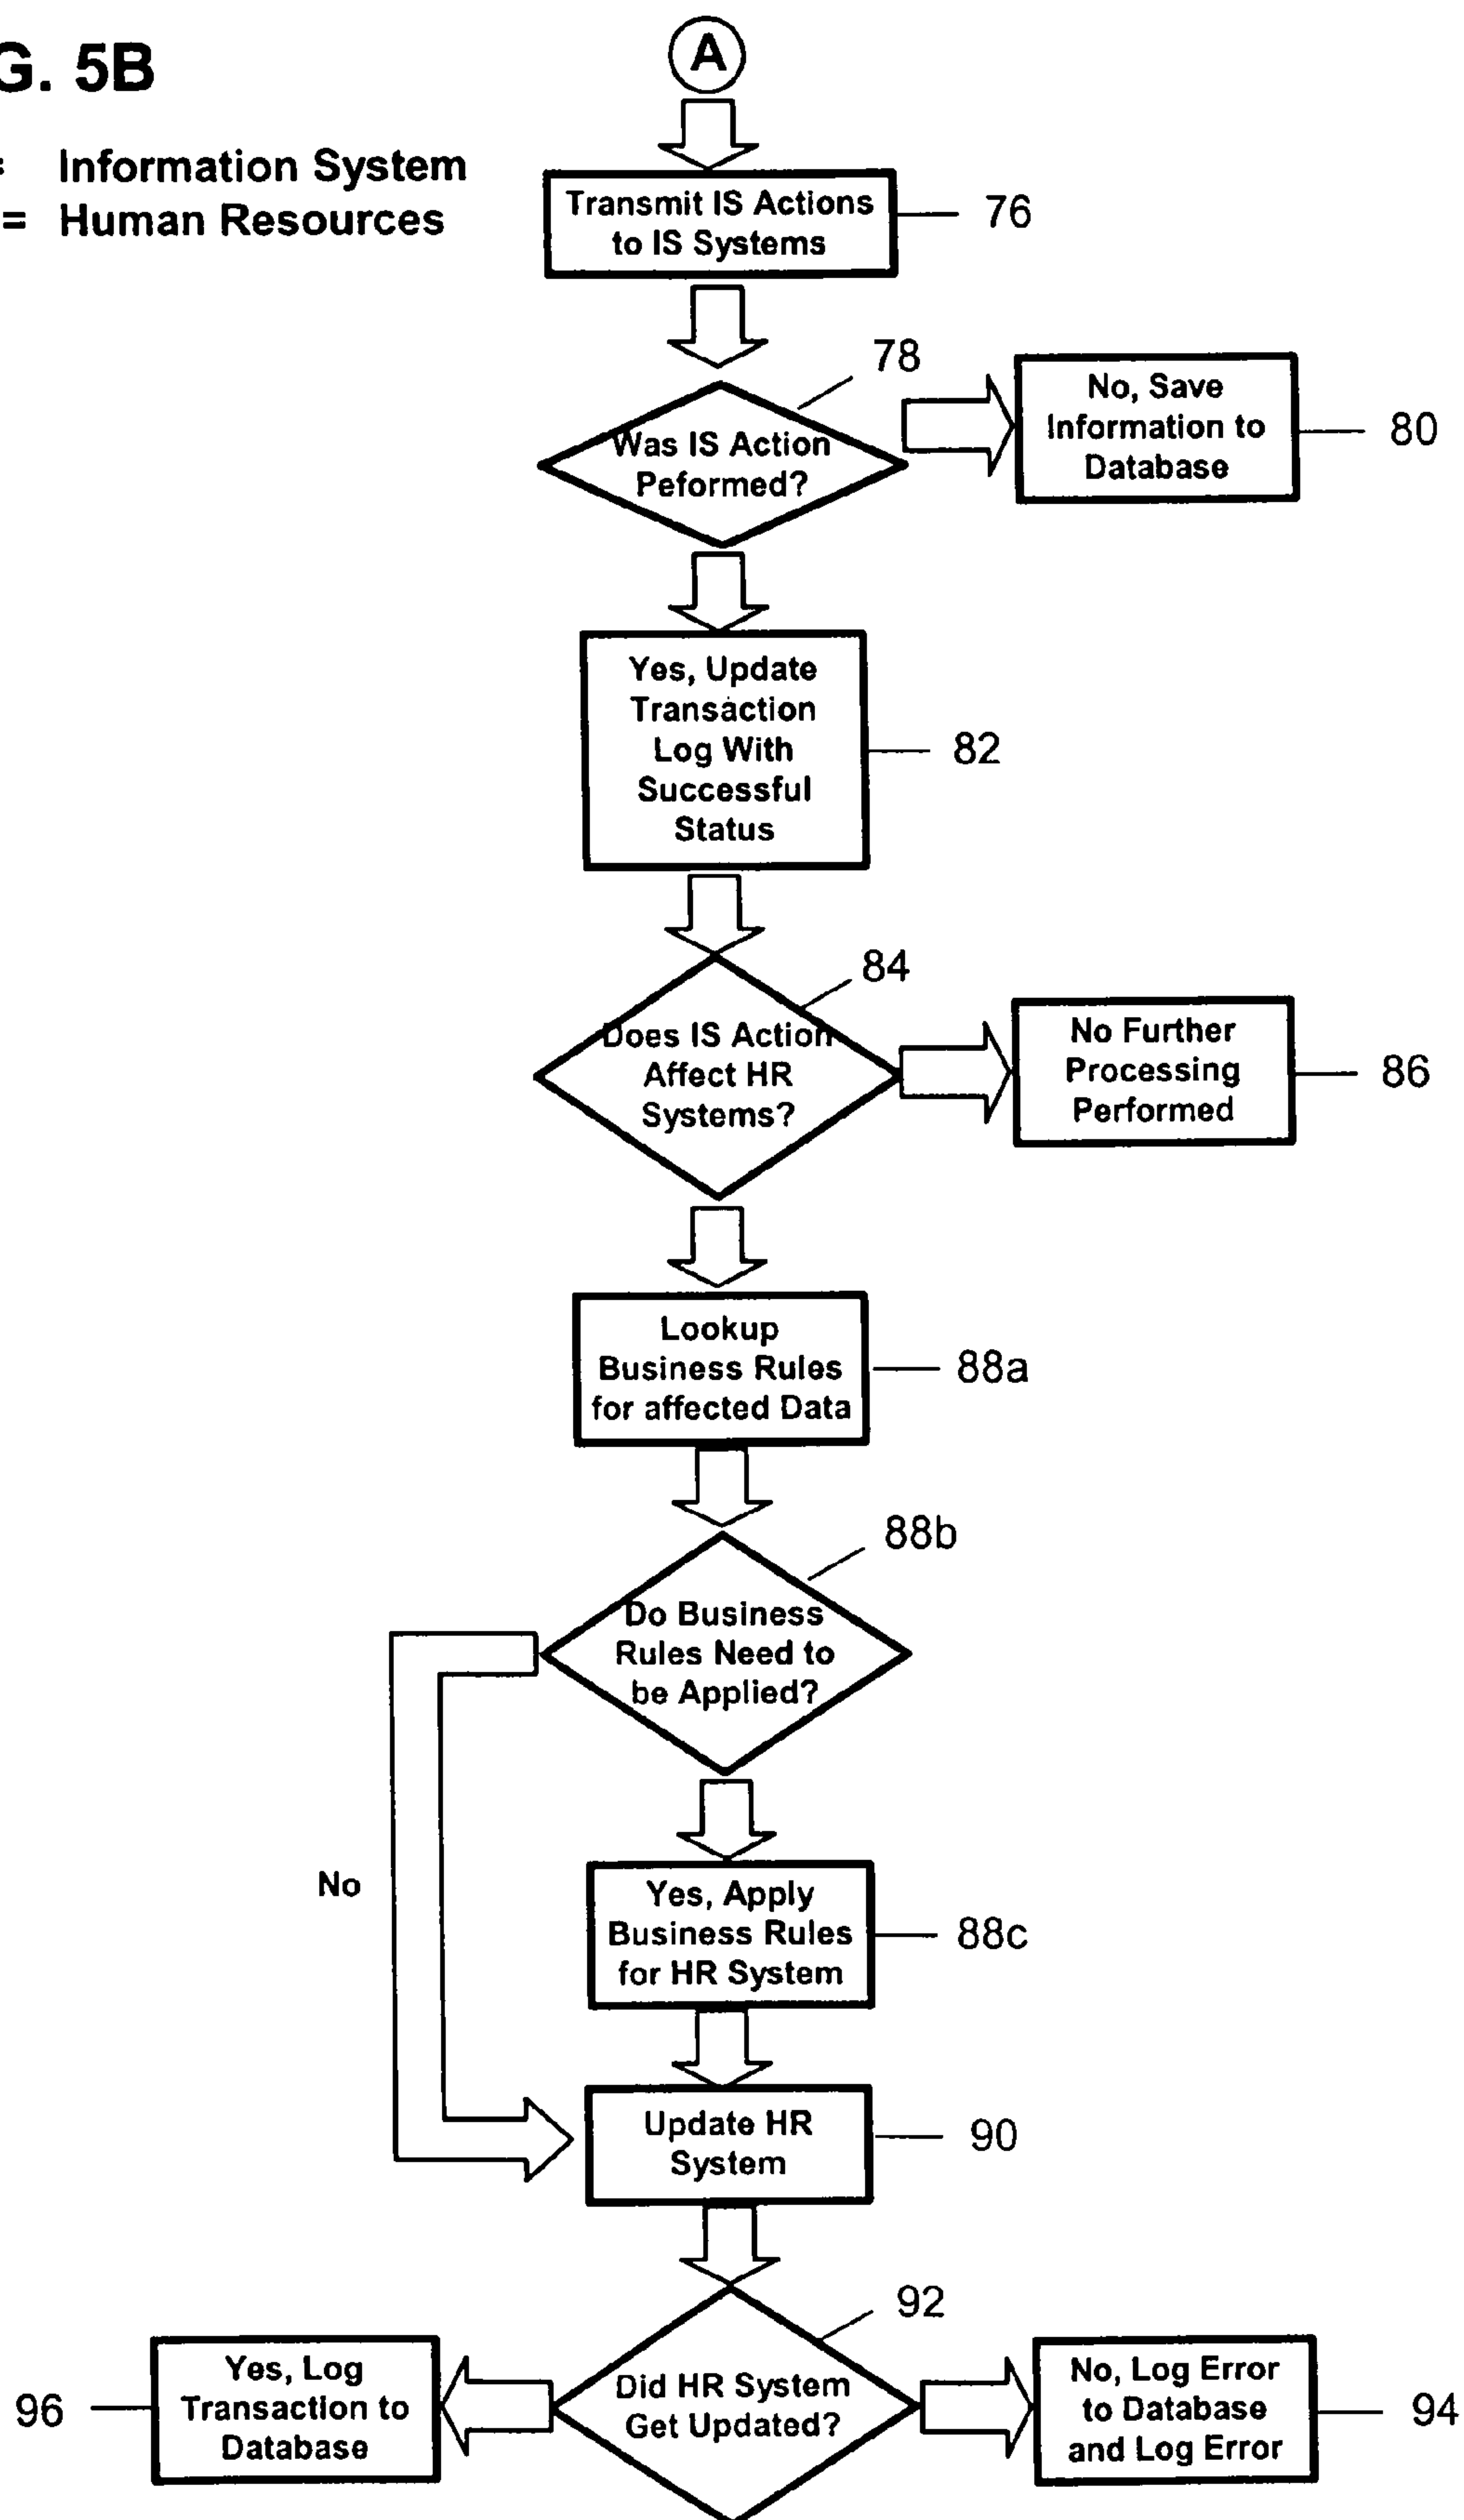 G. 5B
= Information System
= Human Resources
A
Transmit IS Actions
to IS Systems
76
78
Was IS Action
Peformed?
No, Save
Information to
Database
80
Yes, Update
Transaction
Log With
Successful
Status
82
84
Does IS Action
Affect HR
Systems?
No Further
Processing
Performed
86
Lookup
Business Rules
for affected Data
88a
88b
Do Business
Rules Need to
be Applied?
No
Yes, Apply
Business Rules
for HR System
88c
Update HR
System
90
92
Did HR System
Get Updated?
96
Yes, Log
Transaction to
Database
No, Log Error
to Database
and Log Error
94